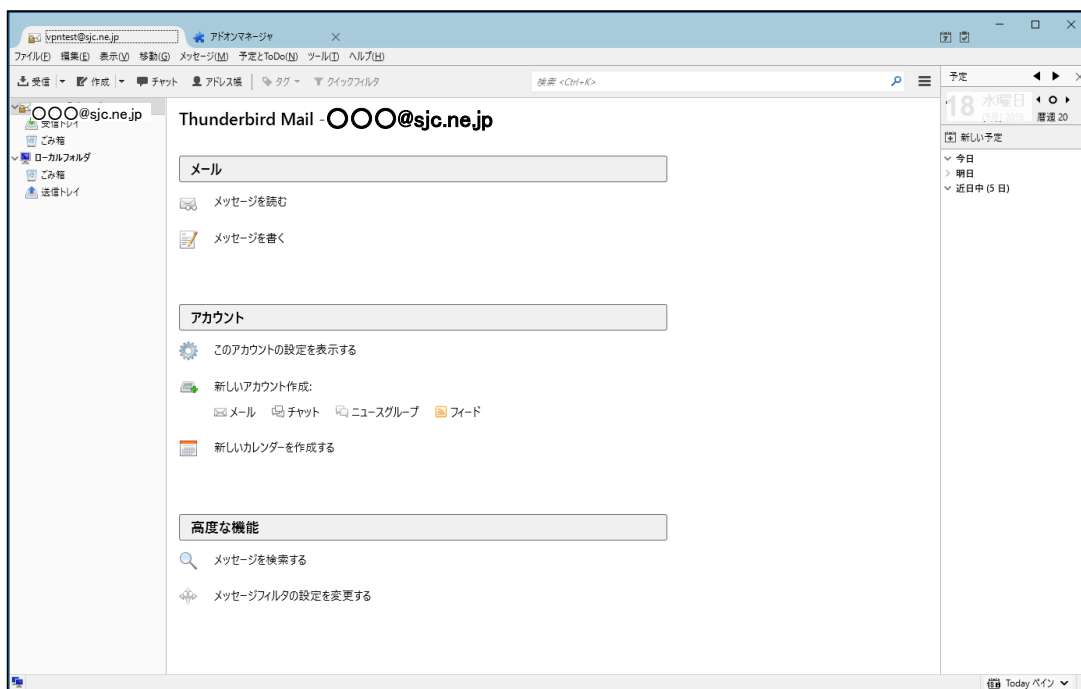 vpntest@sjc.ne.jp
アドオンマネージャ
ファイル(F) 編集(E) 表示(V) 移動(G) メッセージ(M) 予定とToDo(N) ツール(T) ヘルプ(H)
受信 作成 チャット アドレス帳 タグ クイックフィルタ 検索 <Ctrl+K>
予定
〇〇〇@sjc.ne.jp
受信トレイ
ごみ箱
ローカルフォルダ
ごみ箱
送信トレイ
Thunderbird Mail - 〇〇〇@sjc.ne.jp
メール
メッセージを読む
メッセージを書く
アカウント
このアカウントの設定を表示する
新しいアカウント作成:
メール チャット ニュースグループ フィード
新しいカレンダーを作成する
高度な機能
メッセージを検索する
メッセージフィルタの設定を変更する
18 水曜日
(5月) 2016 暦週 20
新しい予定
今日
明日
近日中 (5 日)
Today ペイン